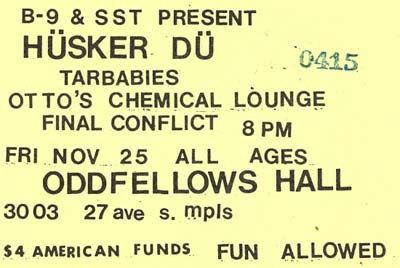 B-9 & SST PRESENT
HÜSKER DÜ
0415
TARBABIES
OTTO'S CHEMICAL LOUNGE
FINAL CONFLICT 8 PM
FRI NOV 25 ALL AGES
ODDFELLOWS HALL
3003 27 ave s. mpls
$4 AMERICAN FUNDS FUN ALLOWED